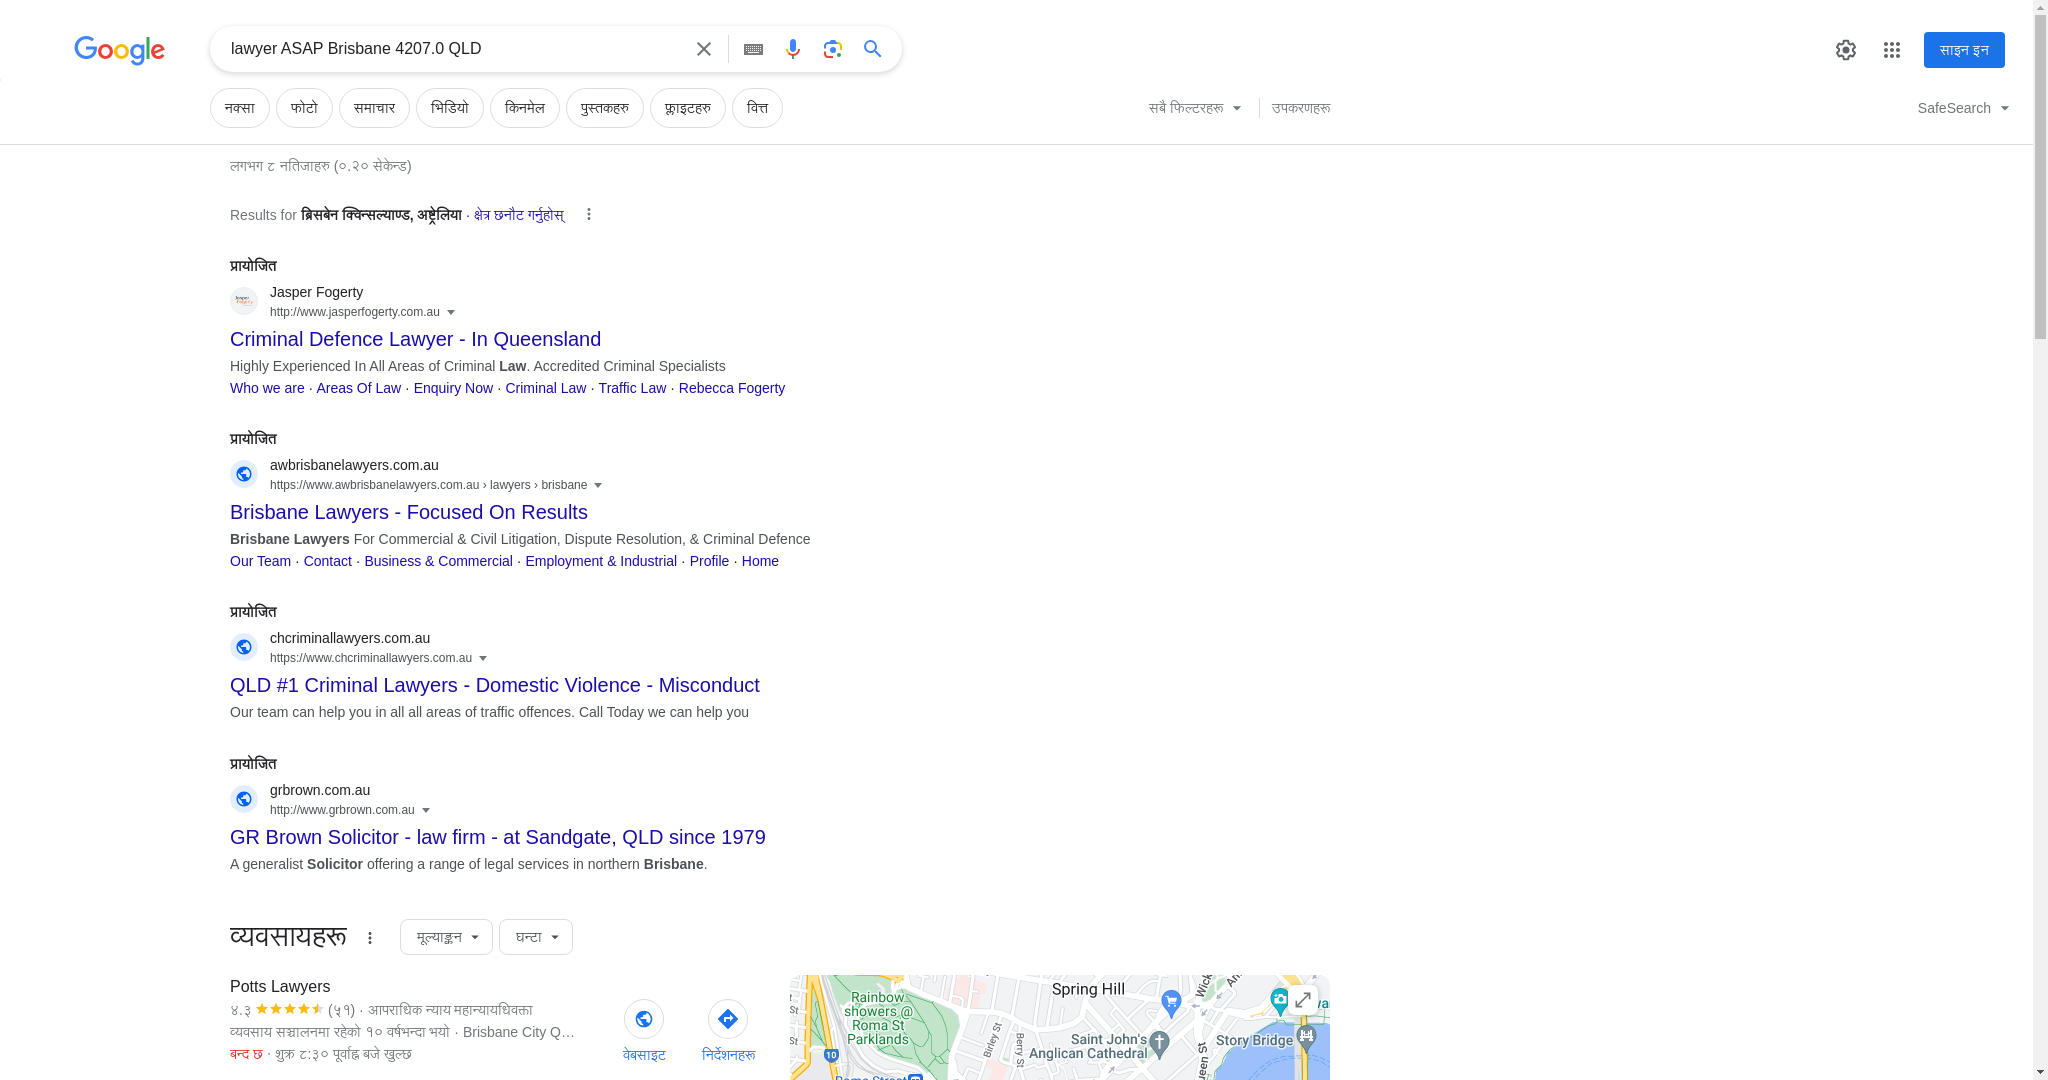 Google
lawyer ASAP Brisbane 4207.0 QLD
साइन इन
नक्सा
फोटो
समाचार
भिडियो
किनमेल
पुस्तकहरु
फ्लाइटहरु
वित्त
सबै फिल्टरहरू
उपकरणहरू
SafeSearch
लगभग ८ नतिजाहरु (०.२० सेकेन्ड)
Results for ब्रिसबेन क्विन्सल्याण्ड, अष्ट्रेलिया · क्षेत्र छनौट गर्नुहोस्
प्रायोजित
Jasper Fogerty
http://www.jasperfogerty.com.au
Criminal Defence Lawyer - In Queensland
Highly Experienced In All Areas of Criminal Law. Accredited Criminal Specialists
Who we are · Areas Of Law · Enquiry Now · Criminal Law · Traffic Law · Rebecca Fogerty
प्रायोजित
awbrisbanelawyers.com.au
https://www.awbrisbanelawyers.com.au › lawyers › brisbane
Brisbane Lawyers - Focused On Results
Brisbane Lawyers For Commercial & Civil Litigation, Dispute Resolution, & Criminal Defence
Our Team · Contact · Business & Commercial · Employment & Industrial · Profile · Home
प्रायोजित
chcriminallawyers.com.au
https://www.chcriminallawyers.com.au
QLD #1 Criminal Lawyers - Domestic Violence - Misconduct
Our team can help you in all all areas of traffic offences. Call Today we can help you
प्रायोजित
grbrown.com.au
http://www.grbrown.com.au
GR Brown Solicitor - law firm - at Sandgate, QLD since 1979
A generalist Solicitor offering a range of legal services in northern Brisbane.
व्यवसायहरू
मूल्याङ्कन
घन्टा
Potts Lawyers
४.३ (५१) · आपराधिक न्याय महान्यायधिवक्ता
व्यवसाय सञ्चालनमा रहेको १० वर्षभन्दा भयो · Brisbane City Q…
बन्द छ · शुक्र ८:३० पूर्वाह्न बजे खुल्छ
वेबसाइट
निर्देशनहरू
Spring Hill
Rainbow
showers @
Roma St
Parklands
Saint John's
Anglican Cathedral
Story Bridge
Birley St
Berry St
10